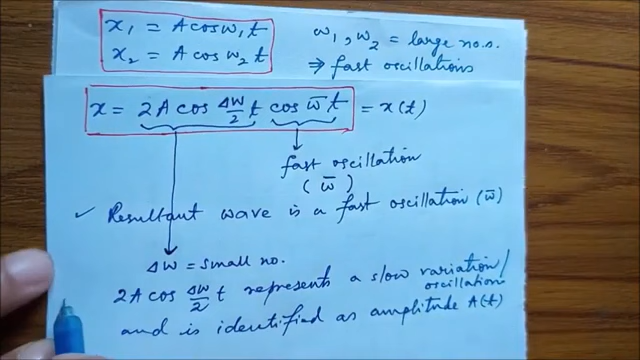 x₁ = A cos ω₁t
x₂ = A cos ω₂t
ω₁, ω₂ = large no.s.
⇒ fast oscillations
x = 2A cos Δω/2 t cos ω̄ t = x(t)
fast oscillation
(ω̄)
✓ Resultant wave is a fast oscillation (ω̄)
Δω = small no.
2A cos Δω/2 t represents a slow variation/
oscillation
and is identified as amplitude A(t)